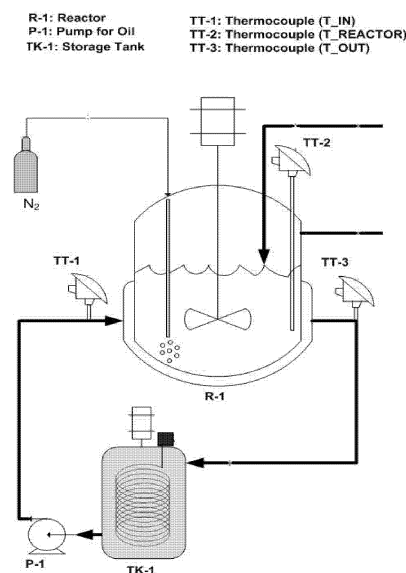 R-1: Reactor
P-1: Pump for Oil
TK-1: Storage Tank
TT-1: Thermocouple (T_IN)
TT-2: Thermocouple (T_REACTOR)
TT-3: Thermocouple (T_OUT)
TT-2
N₂
TT-1
TT-3
R-1
P-1
TK-1